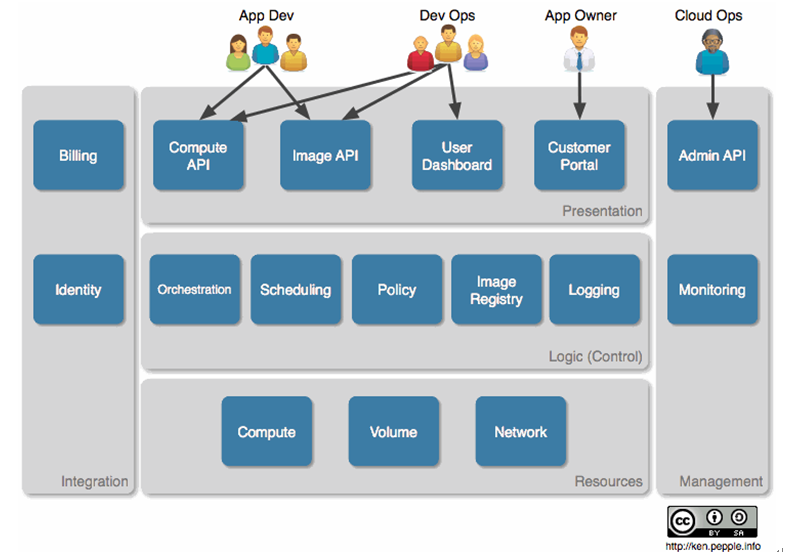 App Dev
Dev Ops
App Owner
Cloud Ops
Billing
Compute
API
Image API
User
Dashboard
Customer
Portal
Admin API
Presentation
Identity
Orchestration
Scheduling
Policy
Image
Registry
Logging
Monitoring
Logic (Control)
Compute
Volume
Network
Integration
Resources
Management
cc
BY SA
http://ken.pepple.info